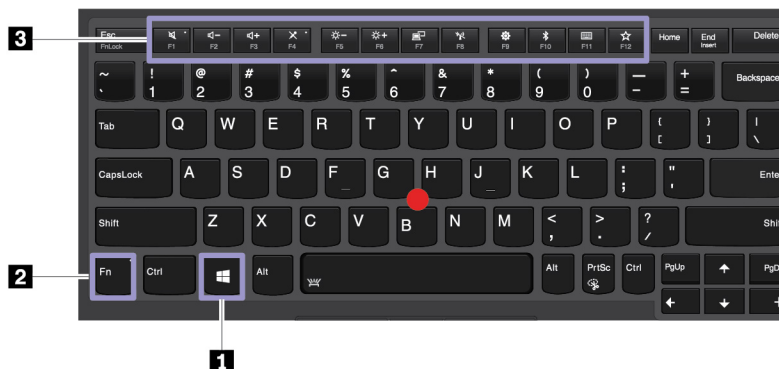 3
Esc
FnLock
F1 F2 F3 F4 F5 F6 F7 F8 F9 F10 F11 F12
Home
End
Insert
Delete
~ ! @ # $ % ^ & * ( ) — +
` 1 2 3 4 5 6 7 8 9 0 - =
Backspace
Tab Q W E R T Y U I O P { } |
[ ] \
CapsLock A S D F G H J K L : "
; '
Ente
Shift Z X C V B N M < > ?
, . /
Shi
2
Fn Ctrl Alt Alt PrtSc Ctrl PgUp PgD
1